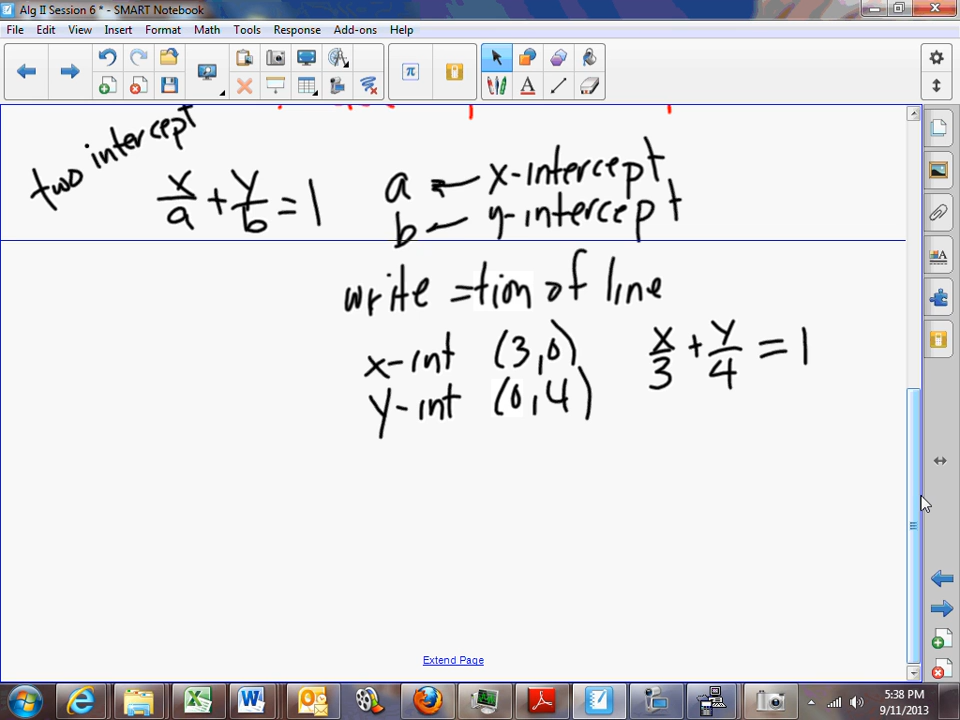 Alg II Session 6 * - SMART Notebook
File Edit View Insert Format Math Tools Response Add-ons Help
two intercept
x/a + y/b = 1
a ← x-intercept
b ← y-intercept
write =tion of line
x-int (3,0)
y-int (0,4)
x/3 + y/4 = 1
Extend Page
5:38 PM
9/11/2013